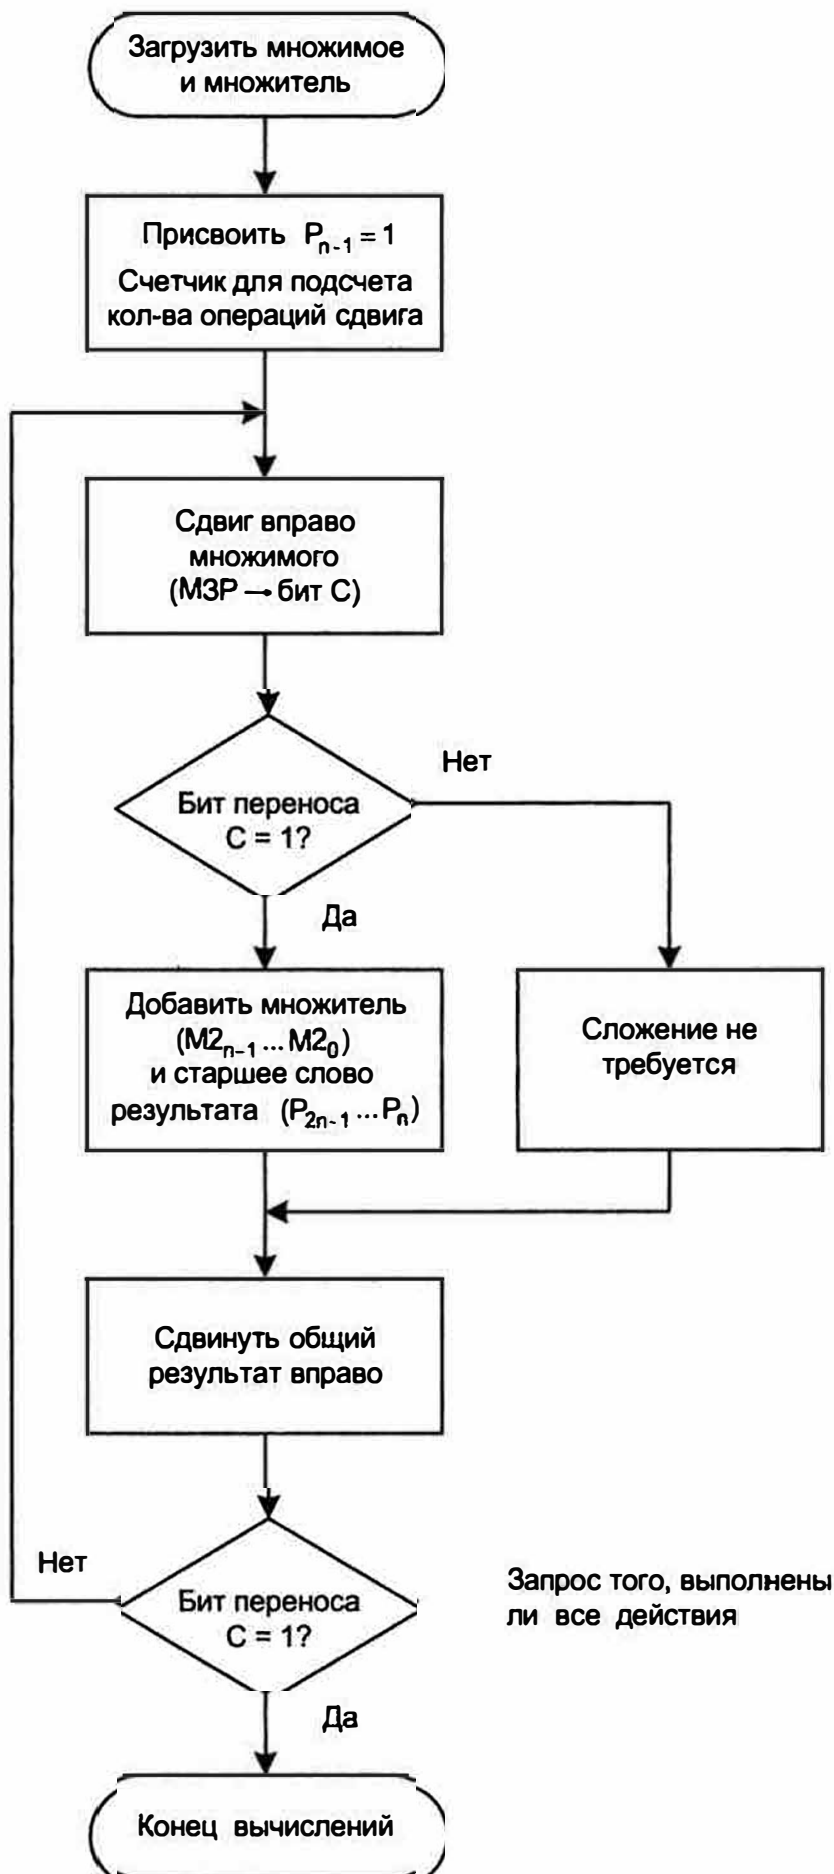 Загрузить множимое
и множитель
Присвоить P_{n-1} = 1
Счетчик для подсчета
кол-ва операций сдвига
Сдвиг вправо
множимого
(МЗР → бит С)
Бит переноса
С = 1?
Нет
Да
Добавить множитель
(M2_{n-1} ... M2_0)
и старшее слово
результата (P_{2n-1} ... P_n)
Сложение не
требуется
Сдвинуть общий
результат вправо
Нет
Бит переноса
С = 1?
Запрос того, выполнены
ли все действия
Да
Конец вычислений